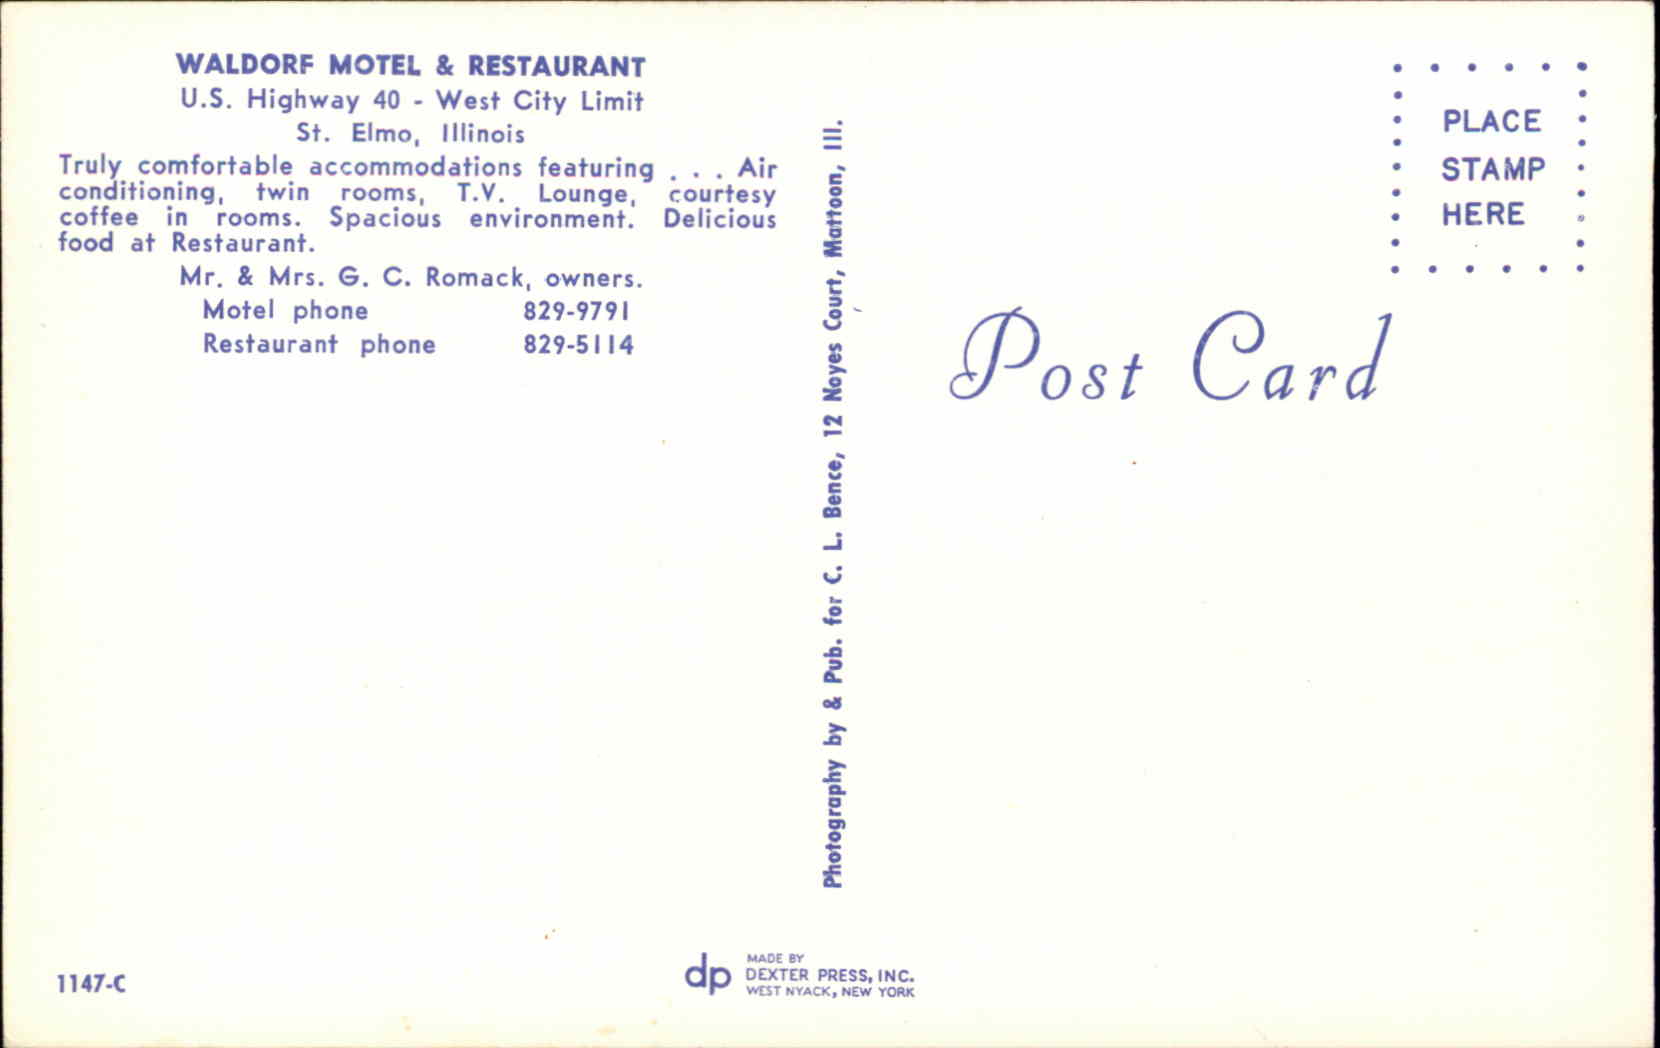 WALDORF MOTEL & RESTAURANT
U.S. Highway 40 - West City Limit
St. Elmo, Illinois
Truly comfortable accommodations featuring . . . Air
conditioning, twin rooms, T.V. Lounge, courtesy
coffee in rooms. Spacious environment. Delicious
food at Restaurant.
Mr. & Mrs. G. C. Romack, owners.
Motel phone 829-9791
Restaurant phone 829-5114
1147-C
Photography by & Pub. for C. L. Bence, 12 Noyes Court, Mattoon, Ill.
dp
MADE BY
DEXTER PRESS, INC.
WEST NYACK, NEW YORK
PLACE
STAMP
HERE
Post Card